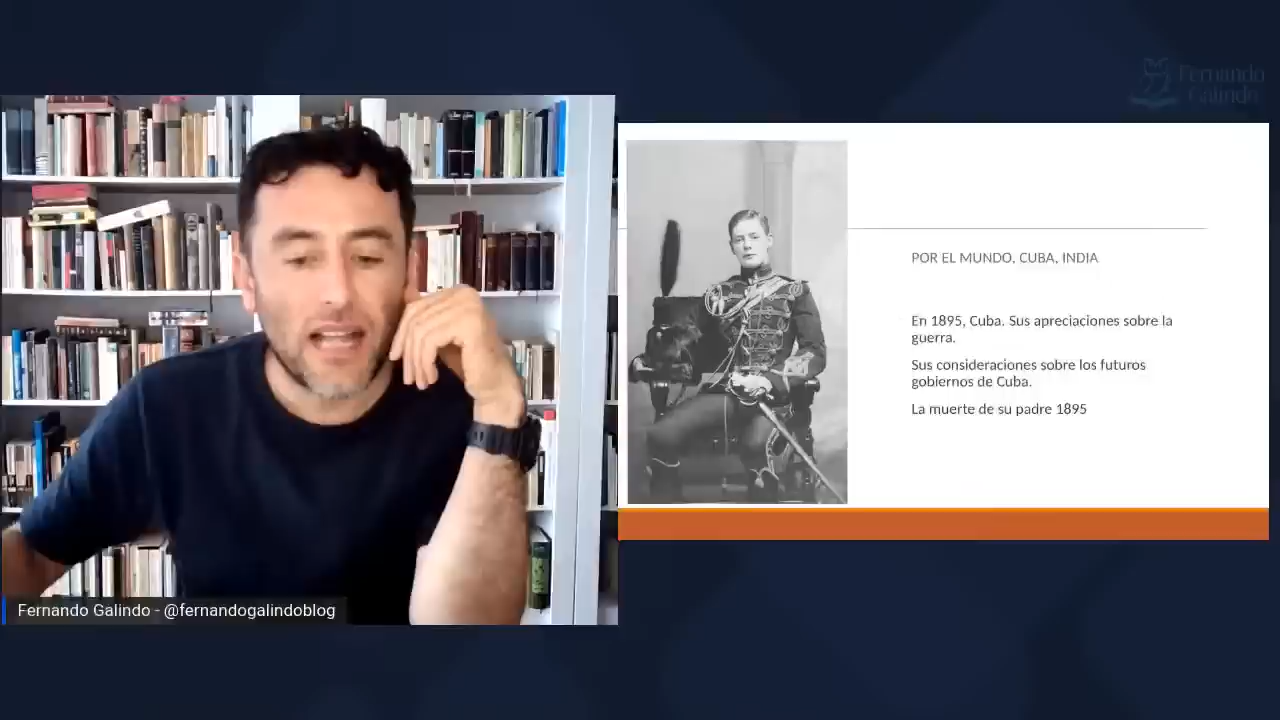 Fernando
Galindo
POR EL MUNDO, CUBA, INDIA
En 1895, Cuba. Sus apreciaciones sobre la
guerra.
Sus consideraciones sobre los futuros
gobiernos de Cuba.
La muerte de su padre 1895
Fernando Galindo - @fernandogalindoblog